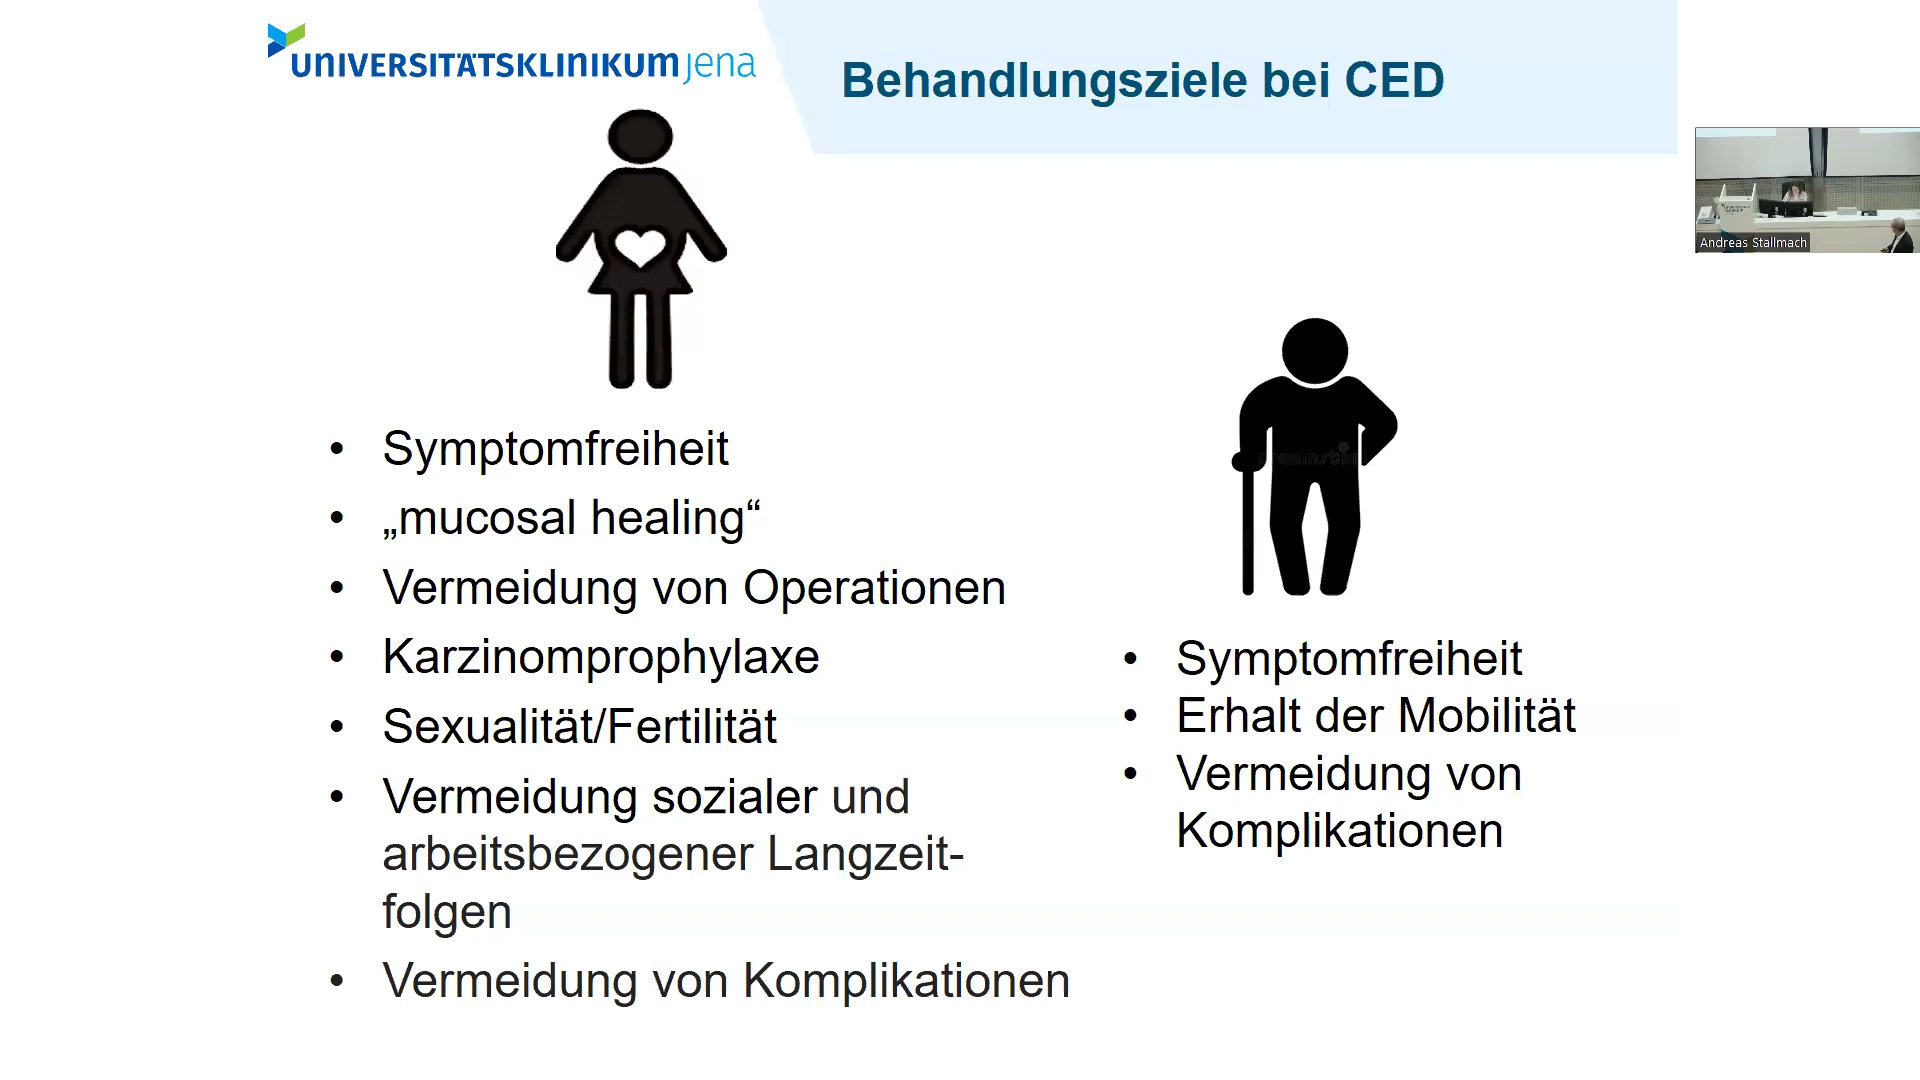 UNIVERSITÄTSKLINIKUM jena
Behandlungsziele bei CED
Andreas Stallmach
• Symptomfreiheit
• „mucosal healing“
• Vermeidung von Operationen
• Karzinomprophylaxe
• Sexualität/Fertilität
• Vermeidung sozialer und
arbeitsbezogener Langzeit-
folgen
• Vermeidung von Komplikationen
• Symptomfreiheit
• Erhalt der Mobilität
• Vermeidung von
Komplikationen